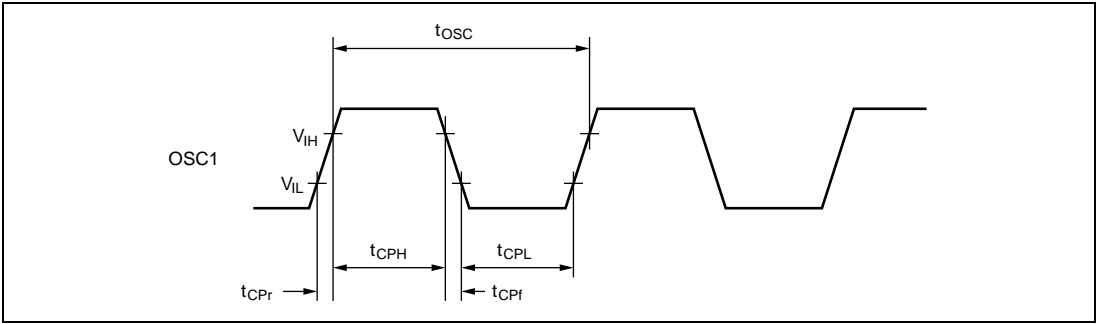 tOSC
VIH
OSC1
VIL
tCPH
tCPL
tCPr
tCPf